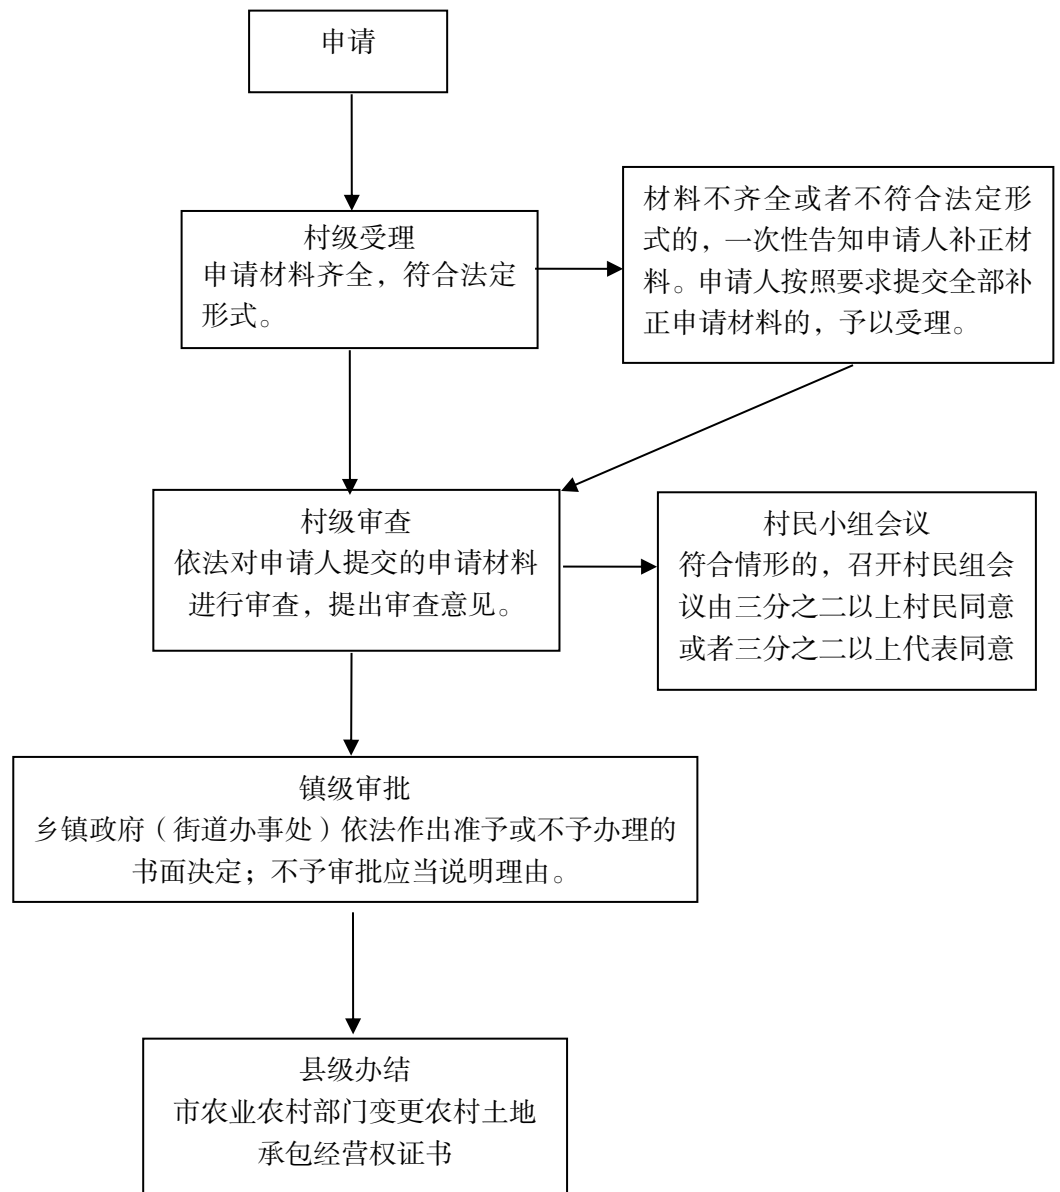 申请
村级受理
申请材料齐全，符合法定
形式。
材料不齐全或者不符合法定形
式的，一次性告知申请人补正材
料。申请人按照要求提交全部补
正申请材料的，予以受理。
村级审查
依法对申请人提交的申请材料
进行审查，提出审查意见。
村民小组会议
符合情形的，召开村民组会
议由三分之二以上村民同意
或者三分之二以上代表同意
镇级审批
乡镇政府（街道办事处）依法作出准予或不予办理的
书面决定；不予审批应当说明理由。
县级办结
市农业农村部门变更农村土地
承包经营权证书